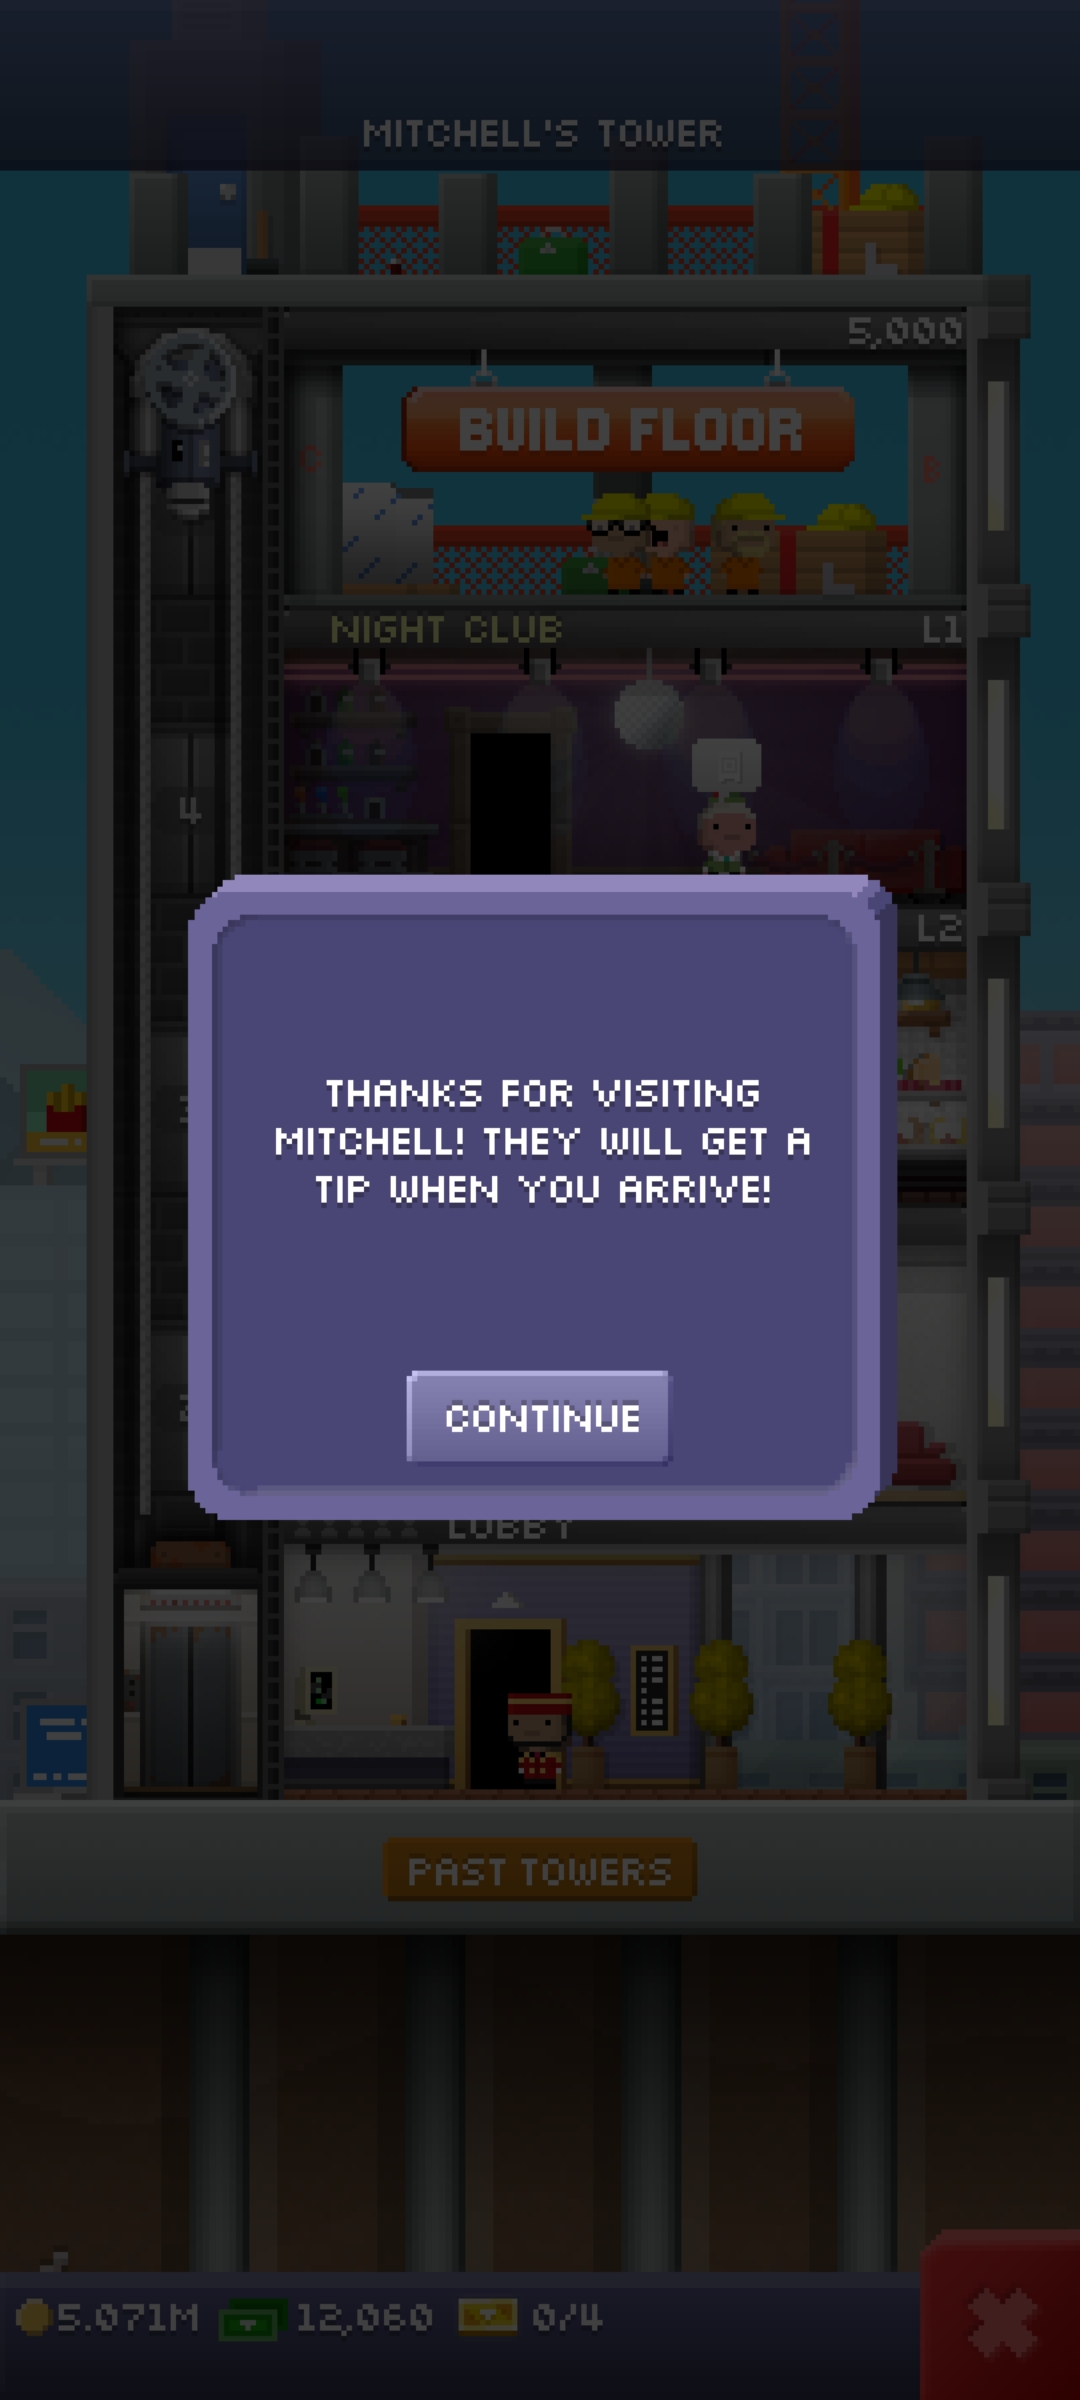 MITCHELL'S TOWER
5,000
BUILD FLOOR
C
B
NIGHT CLUB
L1
4
L2
THANKS FOR VISITING
MITCHELL! THEY WILL GET A
TIP WHEN YOU ARRIVE!
CONTINUE
LOBBY
PAST TOWERS
5.071M 12,060 0/4